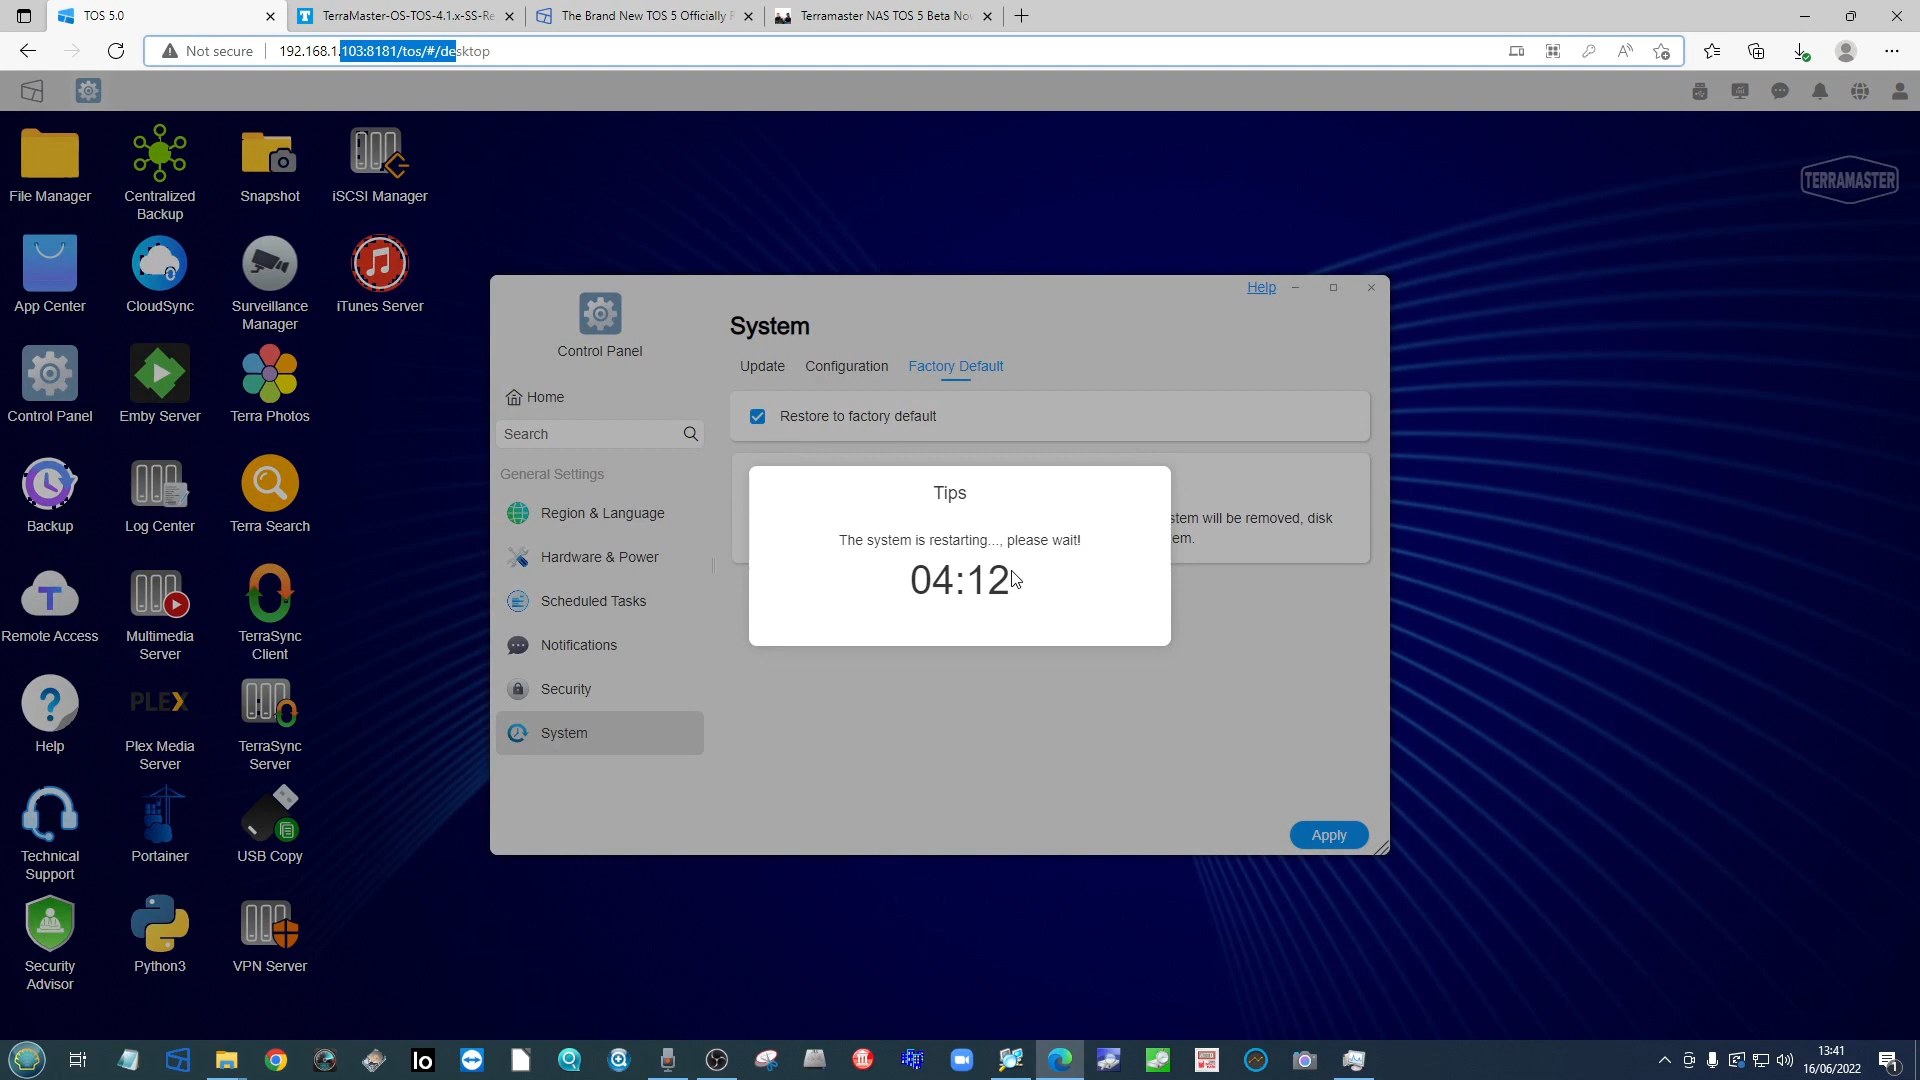 TOS 5.0
TerraMaster-OS-TOS-4.1.x-SS-Re
The Brand New TOS 5 Officially R
Terramaster NAS TOS 5 Beta Nov
Not secure
192.168.1.103:8181/tos/#/desktop
File Manager
Centralized
Backup
Snapshot
iSCSI Manager
TERRAMASTER
App Center
CloudSync
Surveillance
Manager
iTunes Server
Control Panel
Emby Server
Terra Photos
Backup
Log Center
Terra Search
Remote Access
Multimedia
Server
TerraSync
Client
Help
PLEX
Plex Media
Server
TerraSync
Server
Technical
Support
Portainer
USB Copy
Security
Advisor
Python3
VPN Server
Help
Control Panel
Home
Search
General Settings
Region & Language
Hardware & Power
Scheduled Tasks
Notifications
Security
System
System
Update Configuration Factory Default
Restore to factory default
stem will be removed, disk
em.
Tips
The system is restarting..., please wait!
04:12
Apply
lo
13:41
16/06/2022
1